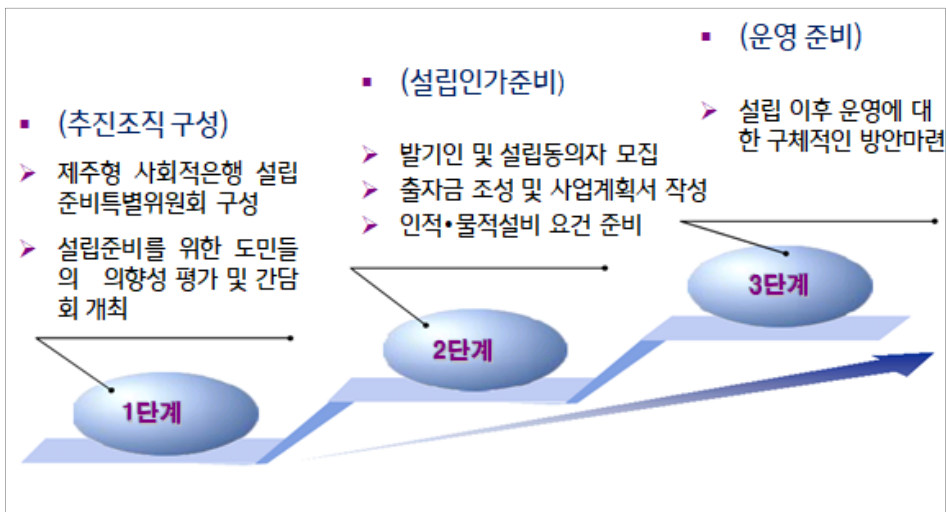 ▪ (추진조직 구성)
➢ 제주형 사회적은행 설립
준비특별위원회 구성
➢ 설립준비를 위한 도민들
의 의향성 평가 및 간담
회 개최
1단계
▪ (설립인가준비)
➢ 발기인 및 설립동의자 모집
➢ 출자금 조성 및 사업계획서 작성
➢ 인적•물적설비 요건 준비
2단계
▪ (운영 준비)
➢ 설립 이후 운영에 대
한 구체적인 방안마련
3단계